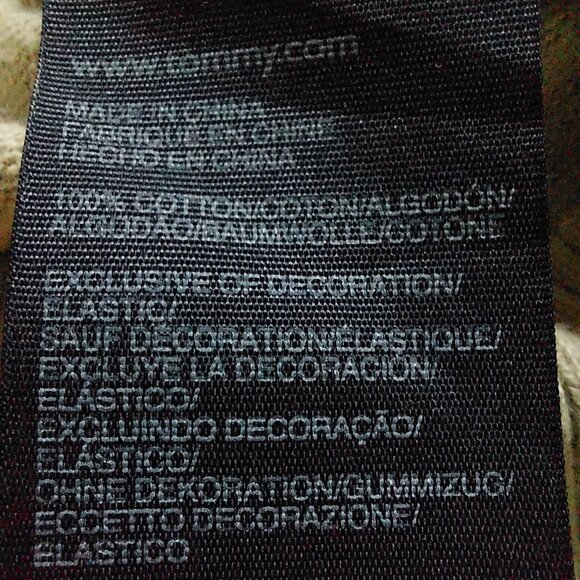 www.tommy.com
MADE IN CHINA
FABRIQUÉ EN CHINE
HECHO EN CHINA
100% COTTON/COTON/ALGODÓN/
ALGODÃO/BAUMWOLLE/COTONE
EXCLUSIVE OF DECORATION/
ELASTIC/
SAUF DÉCORATION/ÉLASTIQUE/
EXCLUYE LA DECORACIÓN/
ELÁSTICO/
EXCLUINDO DECORAÇÃO/
ELÁSTICO/
OHNE DEKORATION/GUMMIZUG/
ECCETTO DECORAZIONE/
ELASTICO